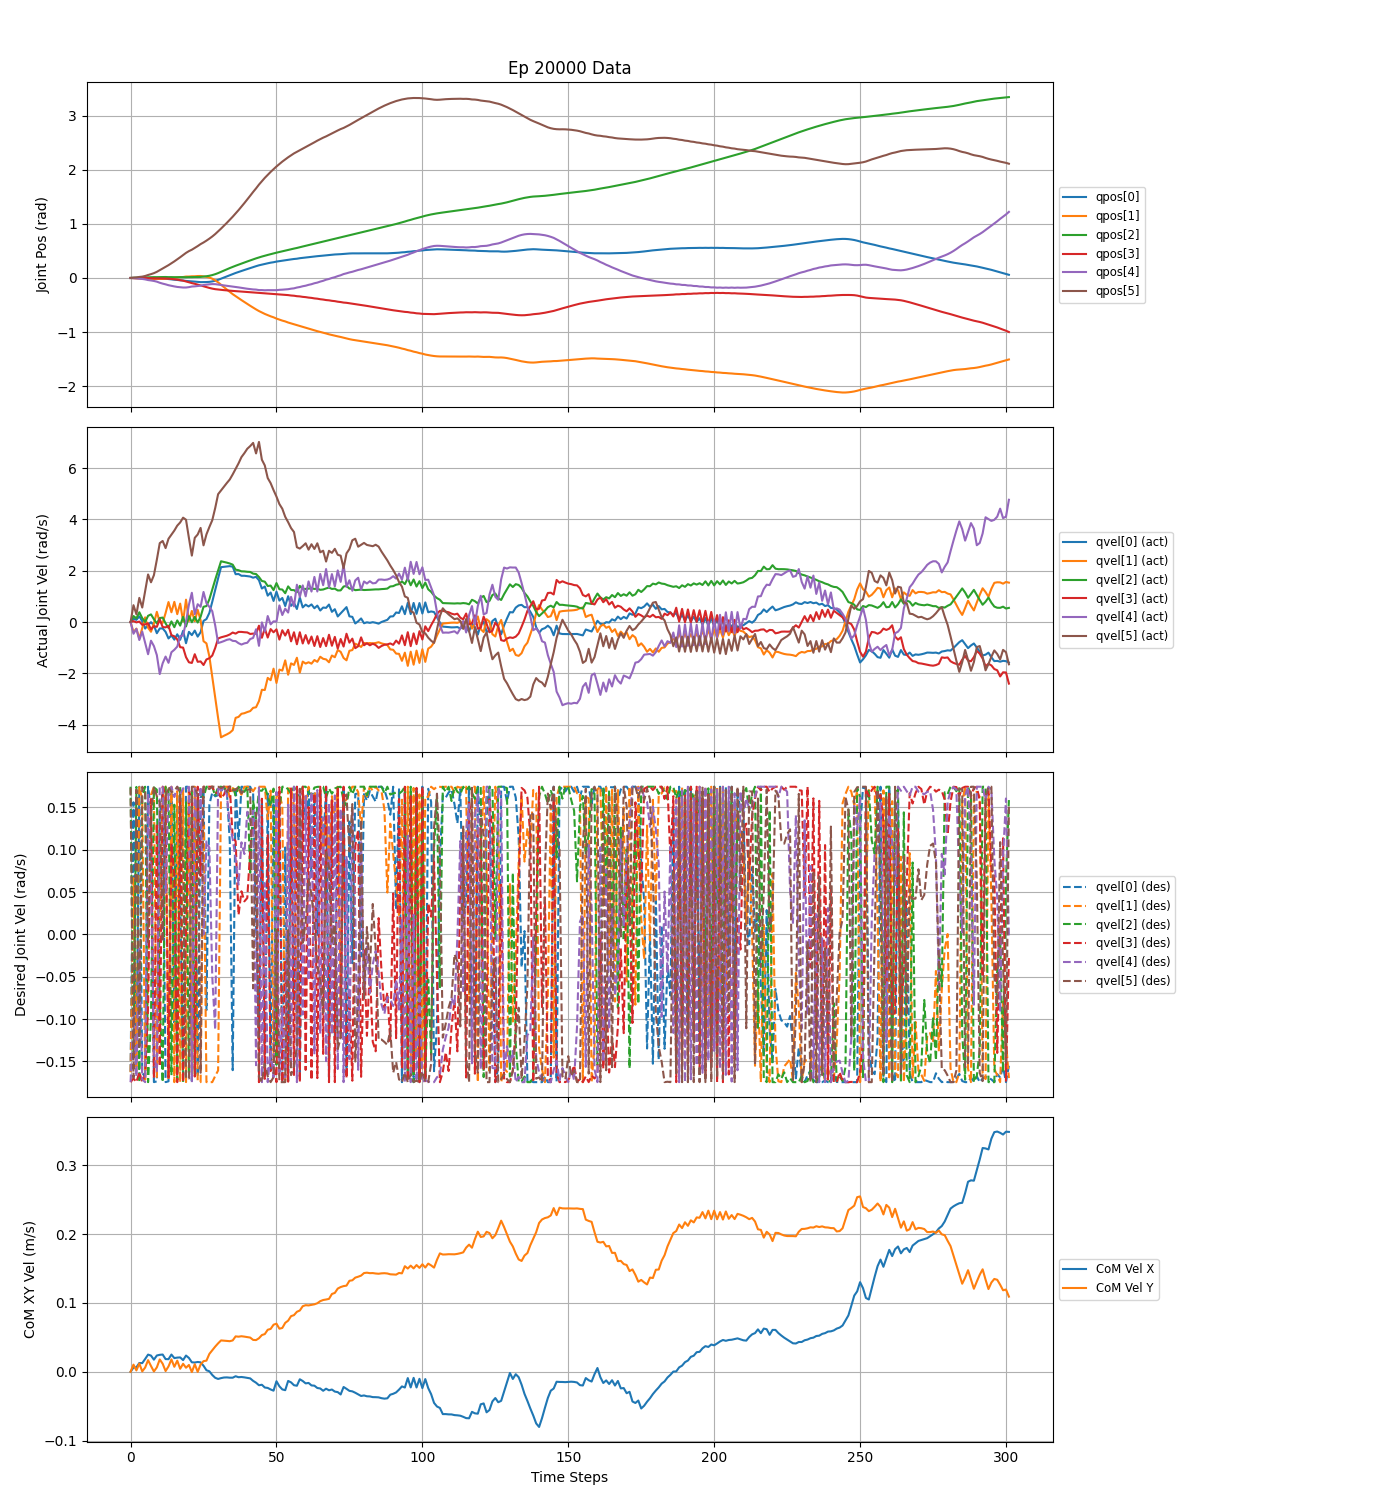 Ep 20000 Data
Joint Pos (rad)
3
2
1
0
−1
−2
qpos[0]
qpos[1]
qpos[2]
qpos[3]
qpos[4]
qpos[5]
Actual Joint Vel (rad/s)
6
4
2
0
−2
−4
qvel[0] (act)
qvel[1] (act)
qvel[2] (act)
qvel[3] (act)
qvel[4] (act)
qvel[5] (act)
Desired Joint Vel (rad/s)
0.15
0.10
0.05
0.00
−0.05
−0.10
−0.15
qvel[0] (des)
qvel[1] (des)
qvel[2] (des)
qvel[3] (des)
qvel[4] (des)
qvel[5] (des)
CoM XY Vel (m/s)
0.3
0.2
0.1
0.0
−0.1
CoM Vel X
CoM Vel Y
0 50 100 150 200 250 300
Time Steps